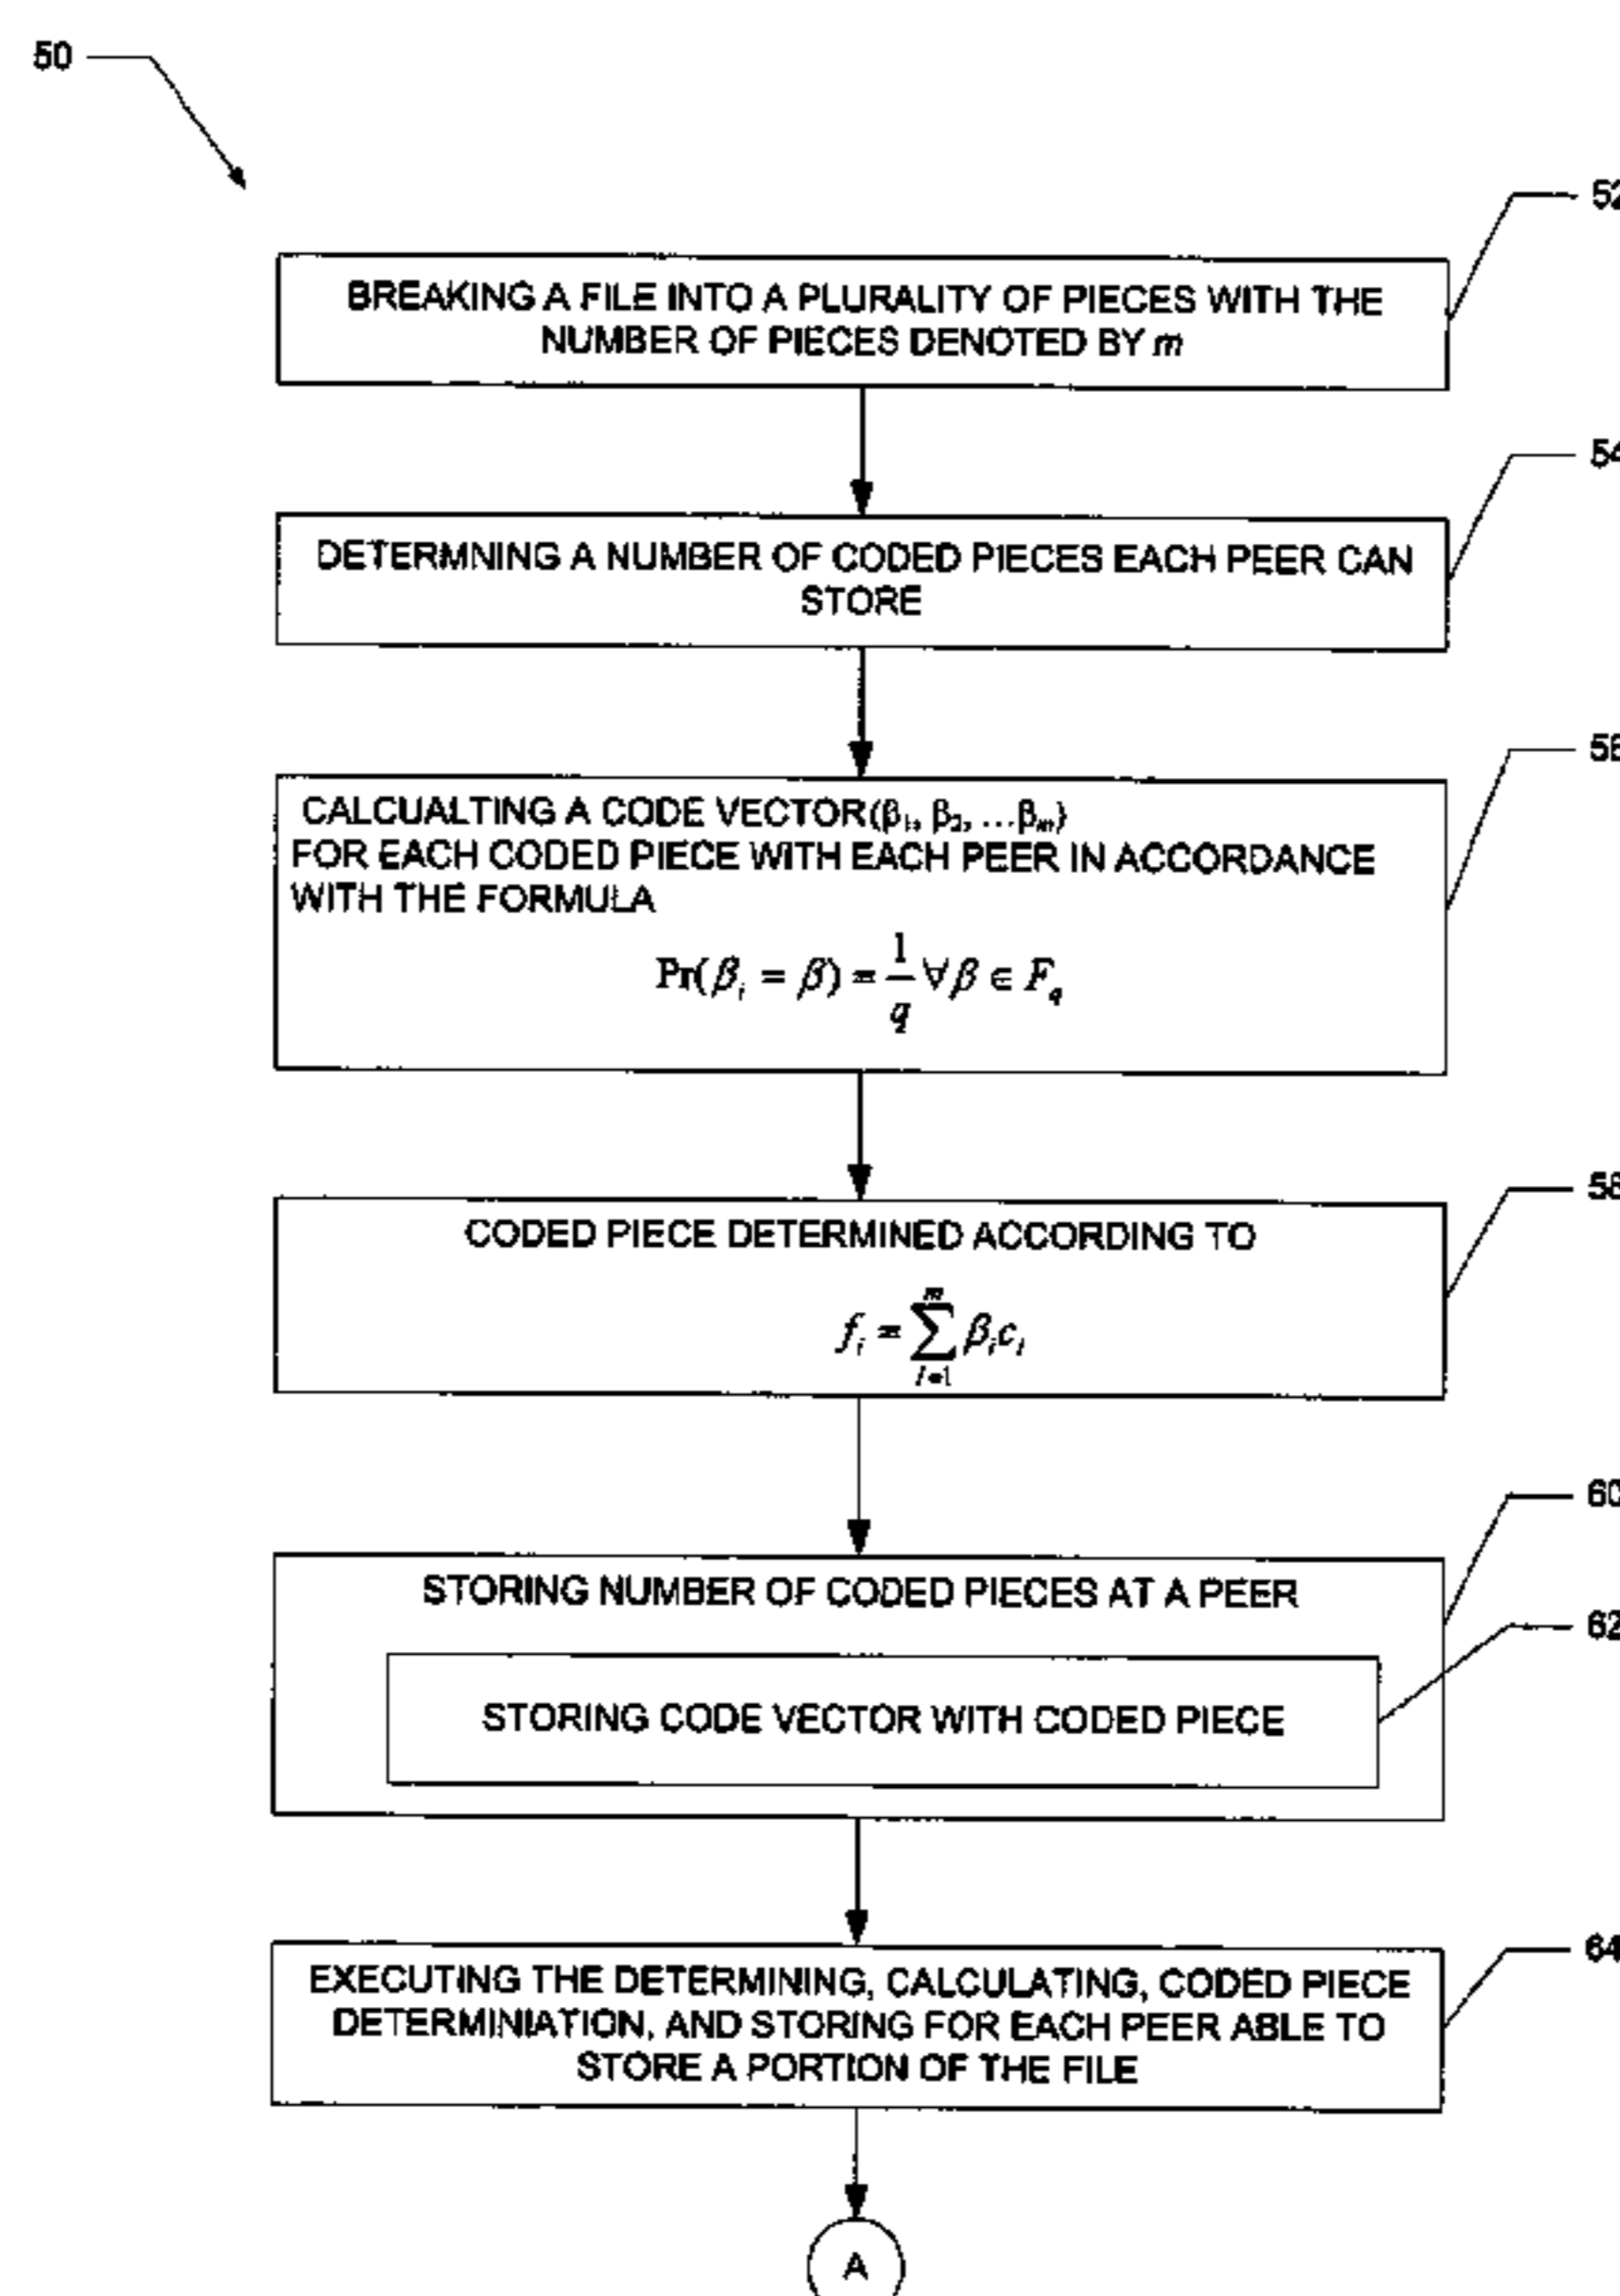 50
52
BREAKING A FILE INTO A PLURALITY OF PIECES WITH THE
NUMBER OF PIECES DENOTED BY m
54
DETERMNING A NUMBER OF CODED PIECES EACH PEER CAN
STORE
56
CALCUALTING A CODE VECTOR(β₁, β₂, …βₘ)
FOR EACH CODED PIECE WITH EACH PEER IN ACCORDANCE
WITH THE FORMULA
Pr(βᵢ = β) = 1/q ∀β ∈ F_q
58
CODED PIECE DETERMINED ACCORDING TO
fᵢ = ∑_{i=1}^{m} βᵢcᵢ
60
STORING NUMBER OF CODED PIECES AT A PEER
62
STORING CODE VECTOR WITH CODED PIECE
64
EXECUTING THE DETERMINING, CALCULATING, CODED PIECE
DETERMINIATION, AND STORING FOR EACH PEER ABLE TO
STORE A PORTION OF THE FILE
A